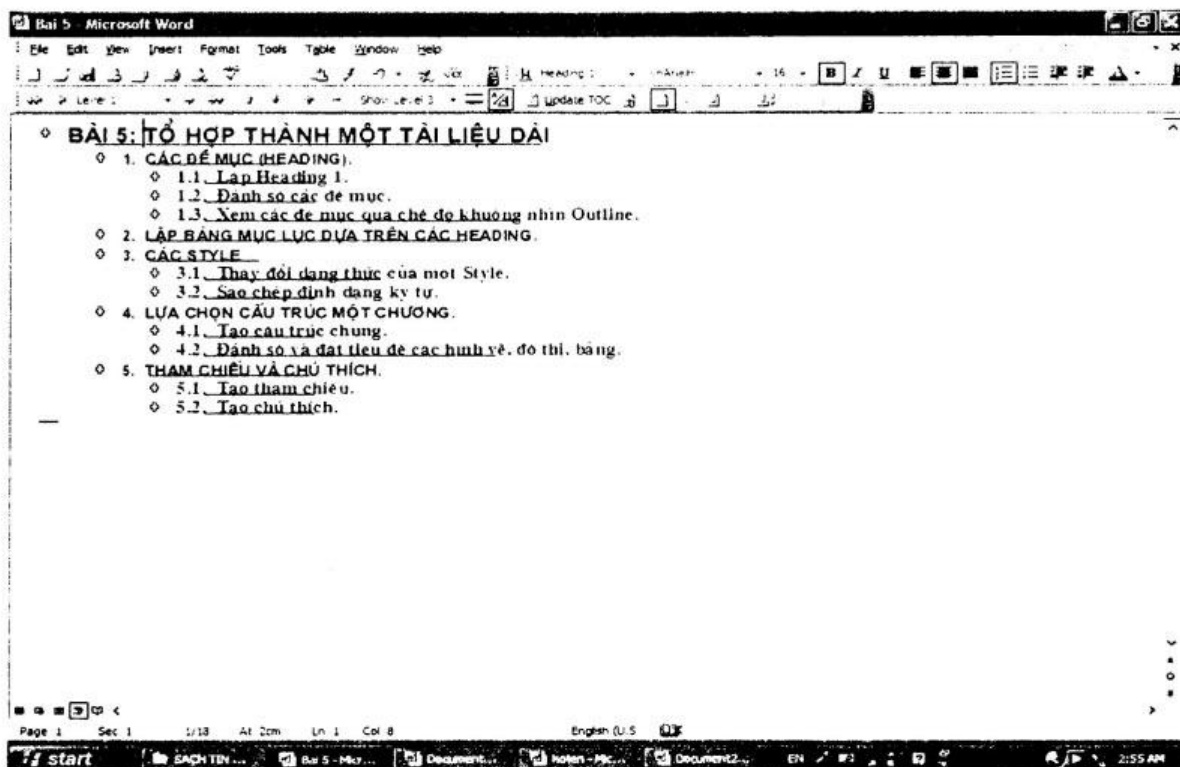 Bai 5 - Microsoft Word
File Edit View Insert Format Tools Table Window Help
Heading 1 16 B I U
Show Level 3 Update TOC
BÀI 5: TỔ HỢP THÀNH MỘT TÀI LIỆU DÀI
1. CÁC ĐỀ MỤC (HEADING).
1.1. Lập Heading 1.
1.2. Đánh số các đề mục.
1.3. Xem các đề mục qua chế độ khuông nhìn Outline.
2. LẬP BẢNG MỤC LỤC DỰA TRÊN CÁC HEADING.
3. CÁC STYLE
3.1. Thay đổi dạng thức của một Style.
3.2. Sao chép định dạng ký tự.
4. LỰA CHỌN CẤU TRÚC MỘT CHƯƠNG.
4.1. Tạo cấu trúc chung.
4.2. Đánh số và đặt tiêu đề các hình vẽ, đồ thị, bảng.
5. THAM CHIẾU VÀ CHÚ THÍCH.
5.1. Tạo tham chiếu.
5.2. Tạo chú thích.
Page 1 Sec 1 1/13 At 2cm Ln 1 Col 8 English (U.S
start SACH TIN ... Bai 5 - Micr... Document... hoten - Mic... Document2... EN 2:55 AM